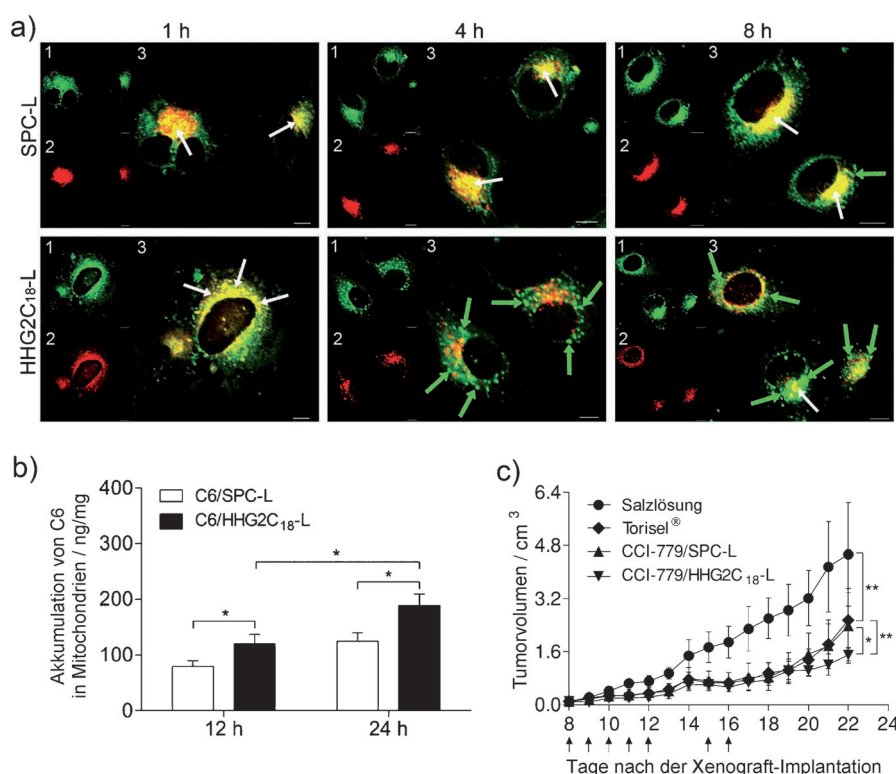 a)
1 h
4 h
8 h
SPC-L
1
3
2
1
3
2
1
3
2
HHG2C18-L
1
3
2
1
3
2
1
3
2
b)
Akkumulation von C6
in Mitochondrien / ng/mg
400
300
200
100
0
C6/SPC-L
C6/HHG2C18-L
*
*
*
12 h
24 h
c)
Tumorvolumen / cm3
6.4
4.8
3.2
1.6
0.0
Salzlösung
Torisel®
CCI-779/SPC-L
CCI-779/HHG2C18-L
**
*
**
8 10 12 14 16 18 20 22 24
Tage nach der Xenograft-Implantation